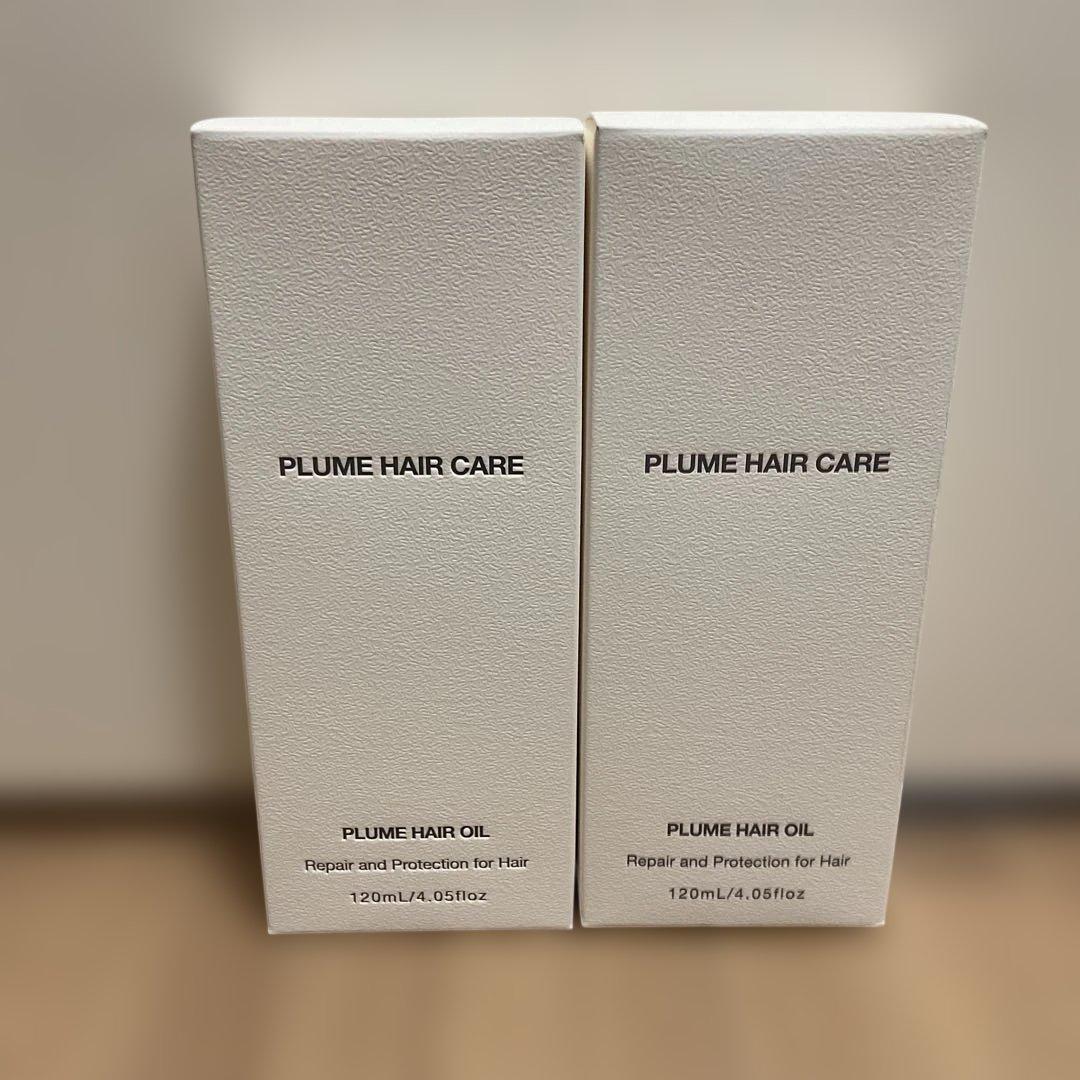 PLUME HAIR CARE
PLUME HAIR OIL
Repair and Protection for Hair
120mL/4.05floz
PLUME HAIR CARE
PLUME HAIR OIL
Repair and Protection for Hair
120mL/4.05floz